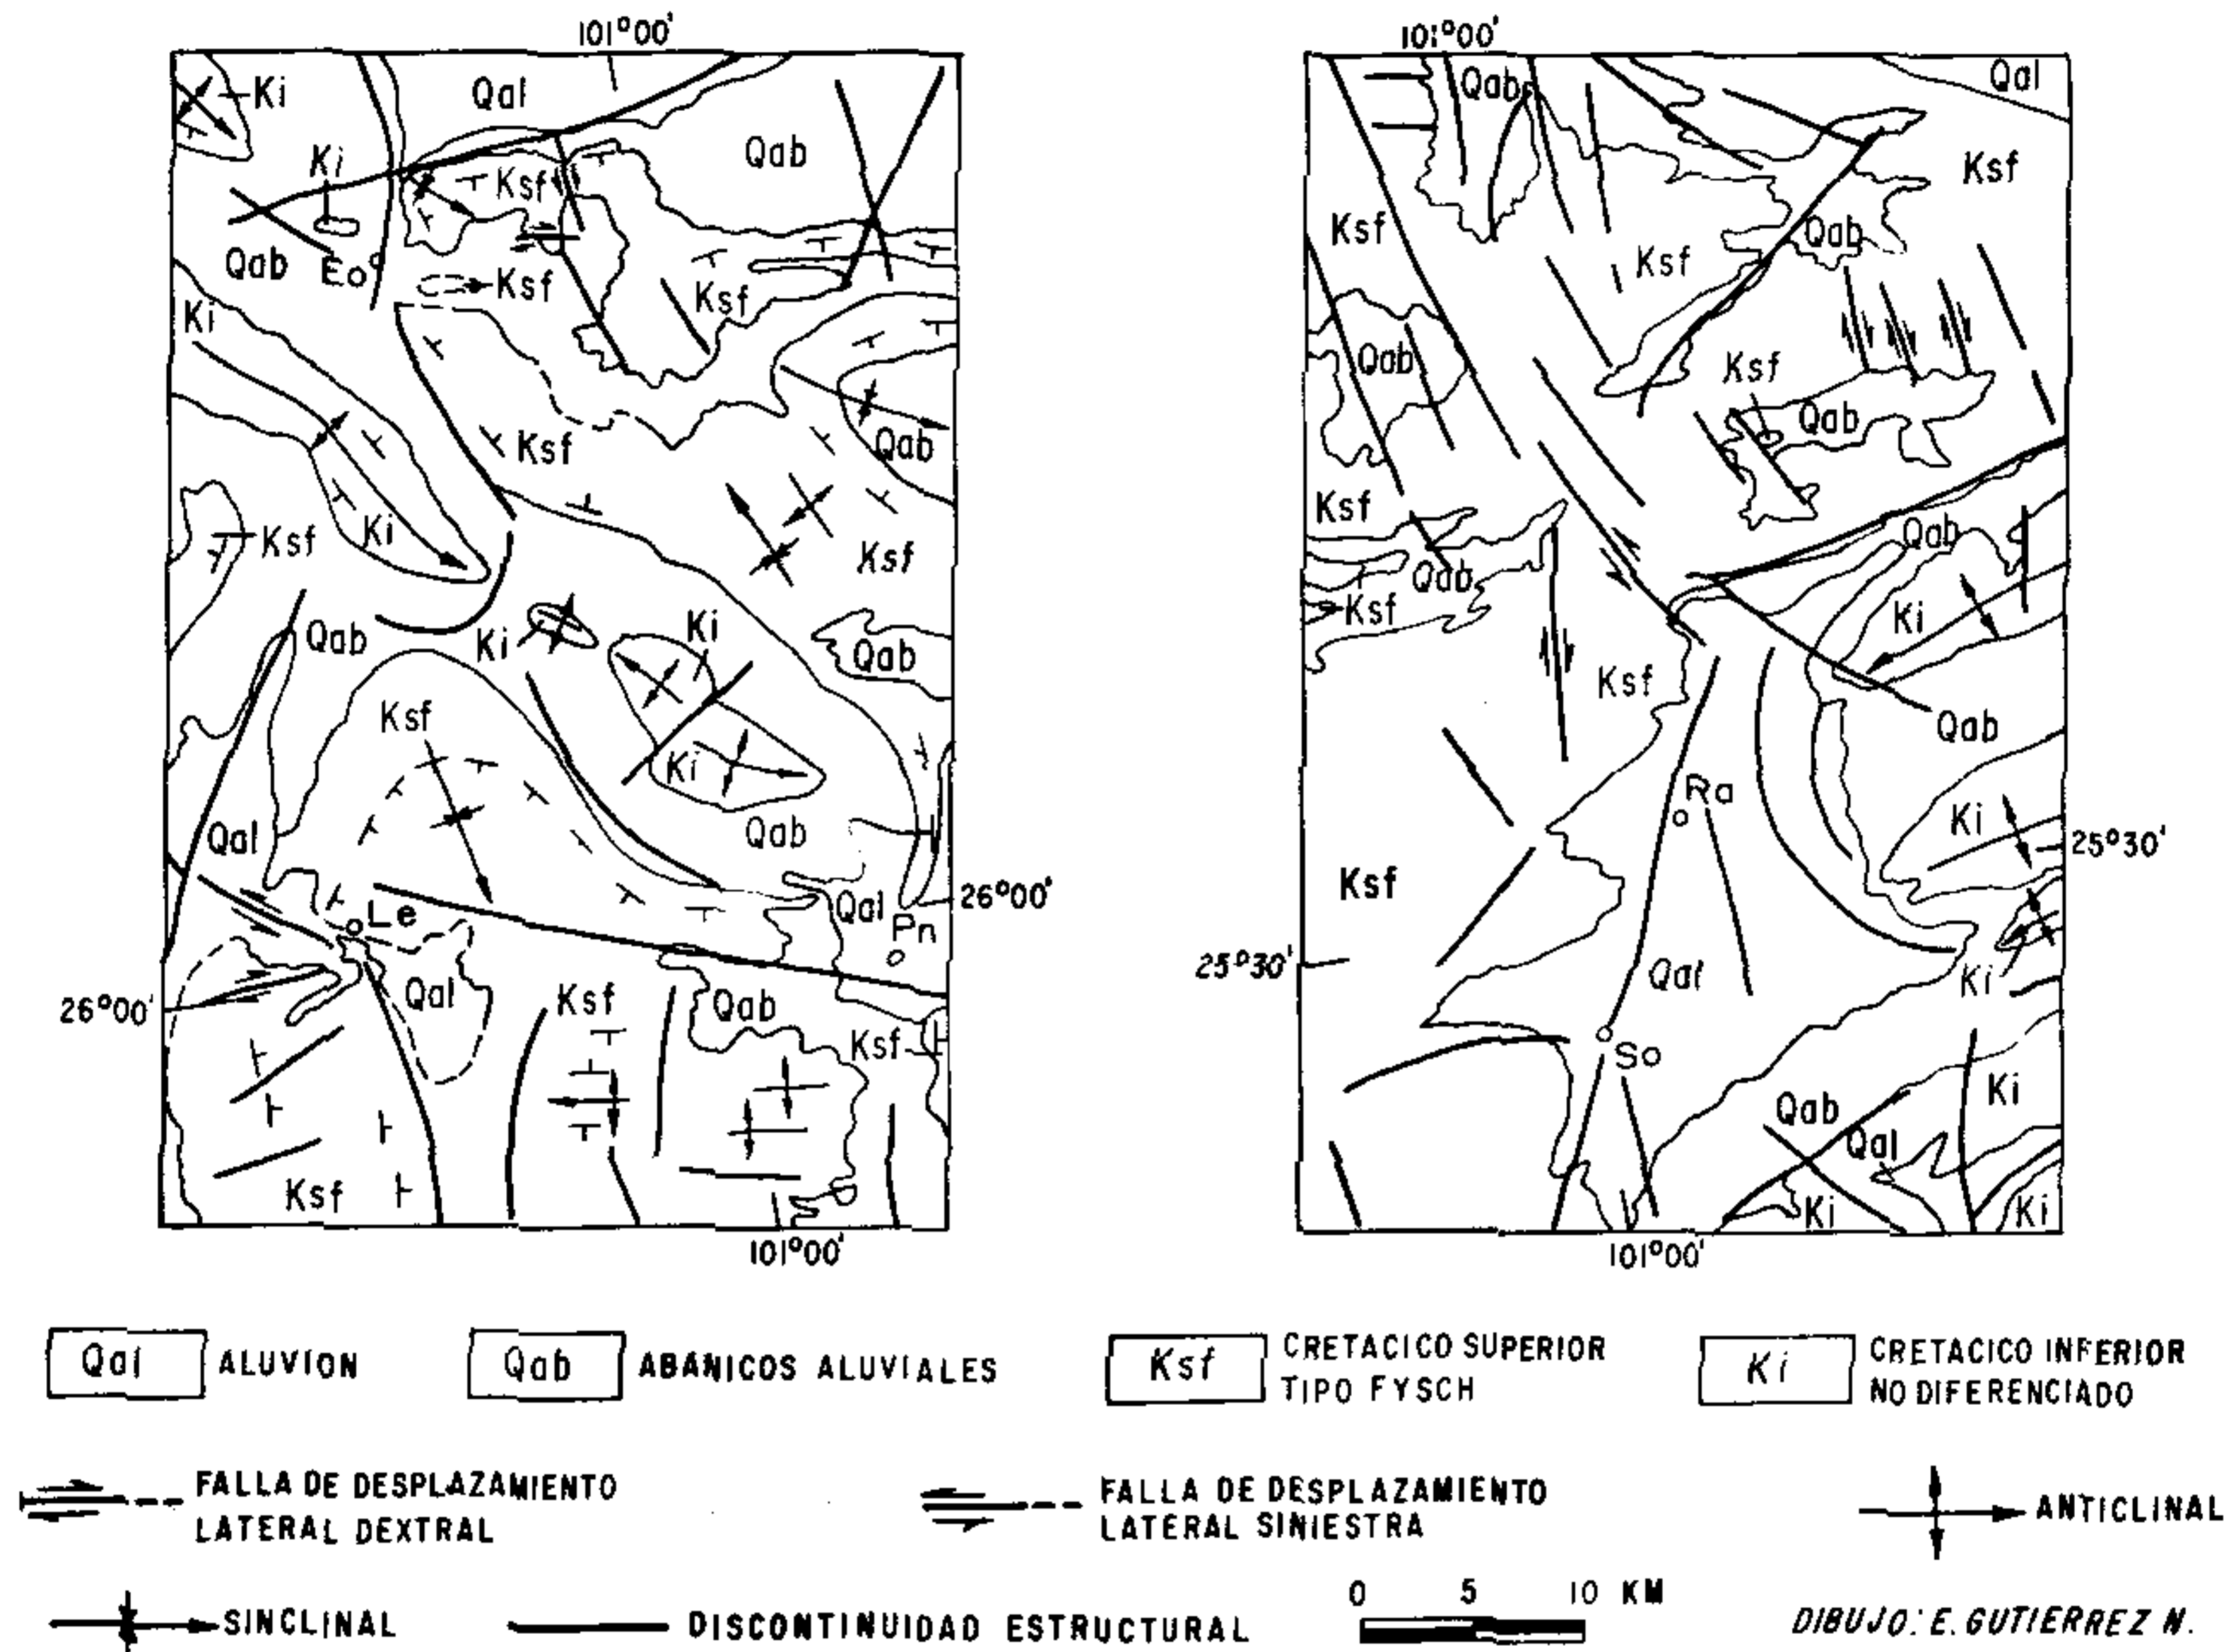 101°00'
Ki
Qal
Qab
Ki
Ksf
Qab
Eo
Ksf
Ksf
Ki
Ksf
Qab
Ksf
Ki
Ksf
Qab
Ki
Ki
Qab
Ksf
Ki
Qal
Qab
Le
Qal
26°00'
Pn
26°00'
Qal
Ksf
Qab
Ksf
Ksf
101°00'
101°00'
Qab
Qal
Ksf
Ksf
Qab
Ksf
Qab
Ksf
Qab
Ksf
Qab
Qab
Ksf
Ki
Ksf
Qab
Ra
Ki
25°30'
Ksf
25°30'
Qal
Ki
So
Qab
Ki
Qal
Ki
Ki
101°00'
Qal ALUVION
Qab ABANICOS ALUVIALES
Ksf CRETACICO SUPERIOR
TIPO FYSCH
Ki CRETACICO INFERIOR
NO DIFERENCIADO
FALLA DE DESPLAZAMIENTO
LATERAL DEXTRAL
FALLA DE DESPLAZAMIENTO
LATERAL SINIESTRA
ANTICLINAL
SINCLINAL
DISCONTINUIDAD ESTRUCTURAL
0 5 10 KM
DIBUJO: E. GUTIERREZ N.